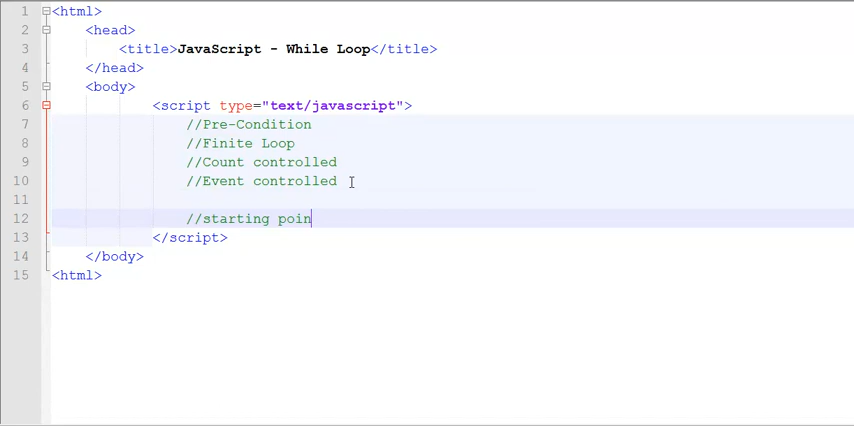 1 <html>
2 <head>
3 <title>JavaScript - While Loop</title>
4 </head>
5 <body>
6 <script type="text/javascript">
7 //Pre-Condition
8 //Finite Loop
9 //Count controlled
10 //Event controlled
11
12 //starting poin
13 </script>
14 </body>
15 <html>